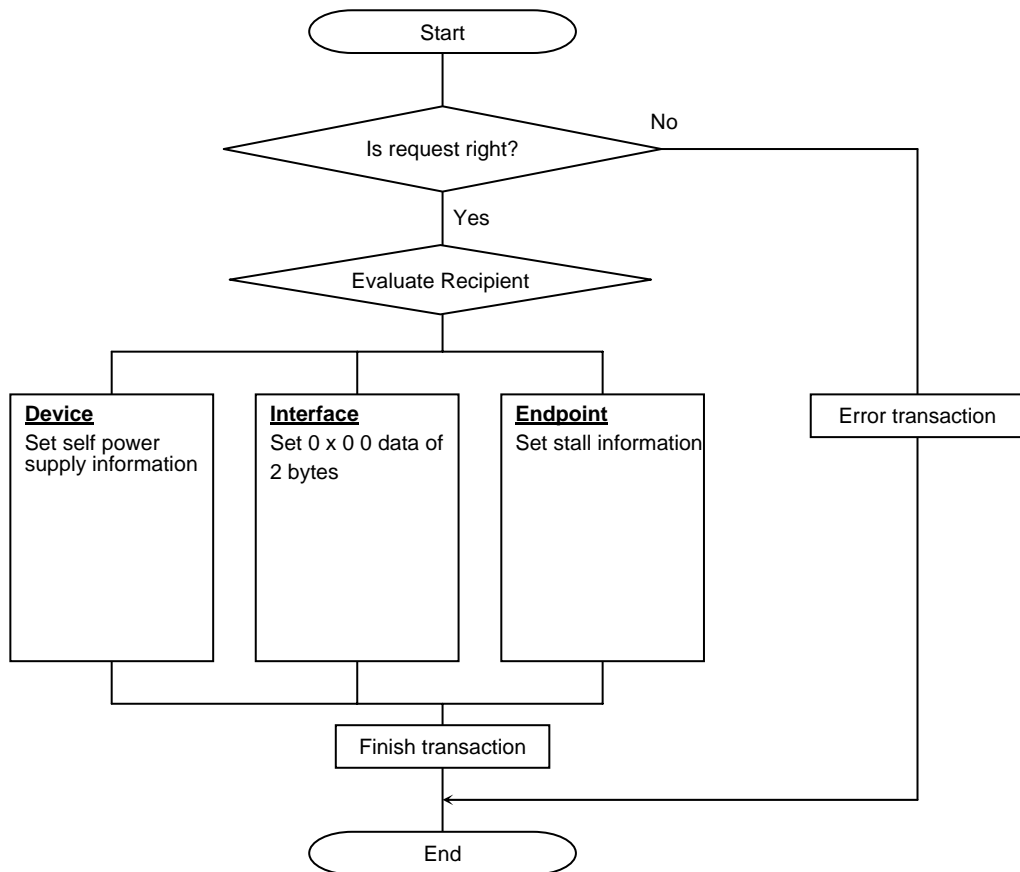 Start
Is request right?
No
Yes
Evaluate Recipient
Device
Set self power
supply information
Interface
Set 0 x 0 0 data of
2 bytes
Endpoint
Set stall information
Error transaction
Finish transaction
End